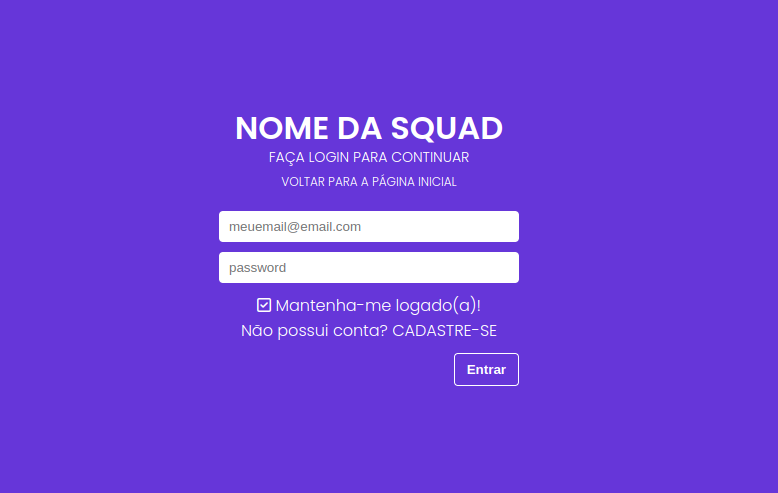 NOME DA SQUAD
FAÇA LOGIN PARA CONTINUAR
VOLTAR PARA A PÁGINA INICIAL
meuemail@email.com
password
Mantenha-me logado(a)!
Não possui conta? CADASTRE-SE
Entrar